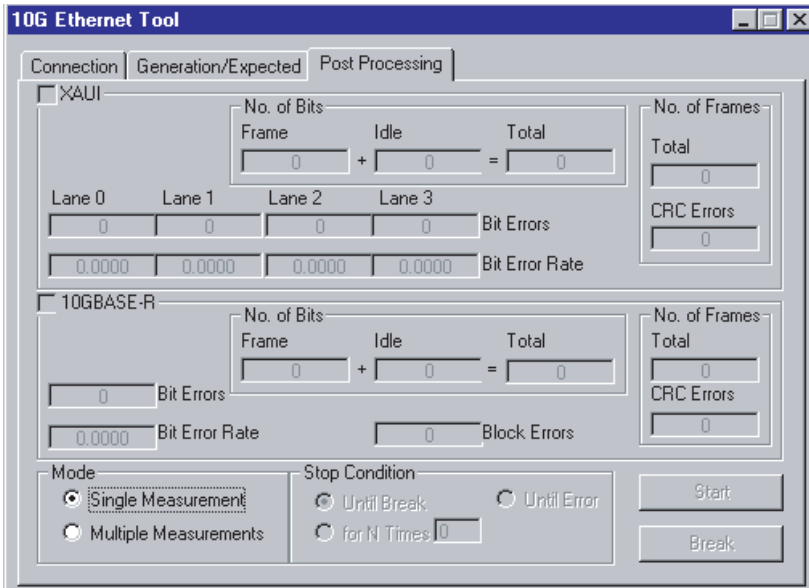 10G Ethernet Tool
Connection Generation/Expected Post Processing
XAUI
No. of Bits No. of Frames
Frame Idle Total Total
0 + 0 = 0 0
Lane 0 Lane 1 Lane 2 Lane 3 CRC Errors
0 0 0 0 Bit Errors 0
0.0000 0.0000 0.0000 0.0000 Bit Error Rate
10GBASE-R
No. of Bits No. of Frames
Frame Idle Total Total
0 + 0 = 0 0
0 Bit Errors CRC Errors
0.0000 Bit Error Rate 0 Block Errors 0
Mode Stop Condition
Single Measurement Until Break Until Error Start
Multiple Measurements for N Times 0 Break